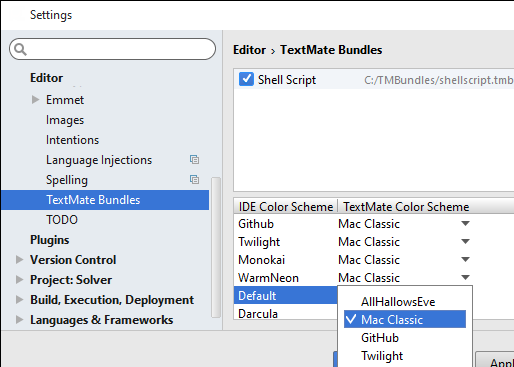 Settings
Editor
Emmet
Images
Intentions
Language Injections
Spelling
TextMate Bundles
TODO
Plugins
Version Control
Project: Solver
Build, Execution, Deployment
Languages & Frameworks
Editor › TextMate Bundles
Shell Script C:/TMBundles/shellscript.tmb
IDE Color Scheme TextMate Color Scheme
Github Mac Classic
Twilight Mac Classic
Monokai Mac Classic
WarmNeon Mac Classic
Default
Darcula
AllHallowsEve
Mac Classic
GitHub
Twilight
Appl